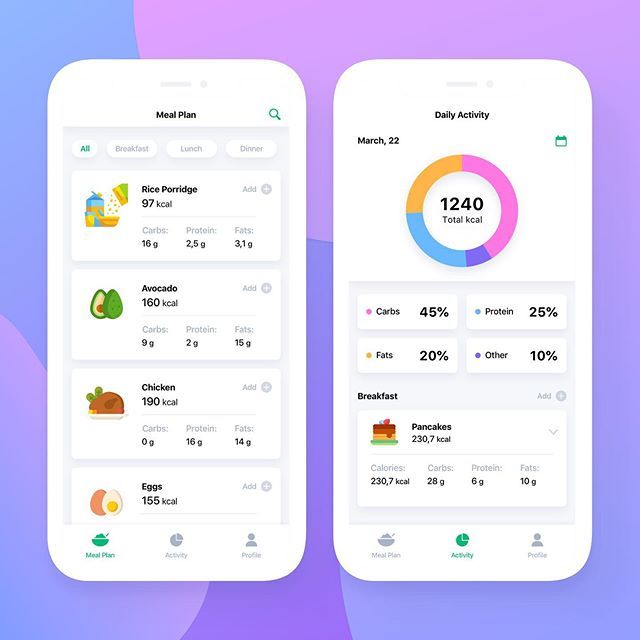 Meal Plan
All Breakfast Lunch Dinner
Rice Porridge Add
97 kcal
Carbs: Protein: Fats:
16 g 2,5 g 3,1 g
Avocado Add
160 kcal
Carbs: Protein: Fats:
9 g 2 g 15 g
Chicken Add
190 kcal
Carbs: Protein: Fats:
0 g 16 g 14 g
Eggs Add
155 kcal
Meal Plan Activity Profile
Daily Activity
March, 22
1240
Total kcal
Carbs 45% Protein 25%
Fats 20% Other 10%
Breakfast Add
Pancakes
230,7 kcal
Calories: Carbs: Protein: Fats:
230,7 kcal 28 g 6 g 10 g
Meal Plan Activity Profile